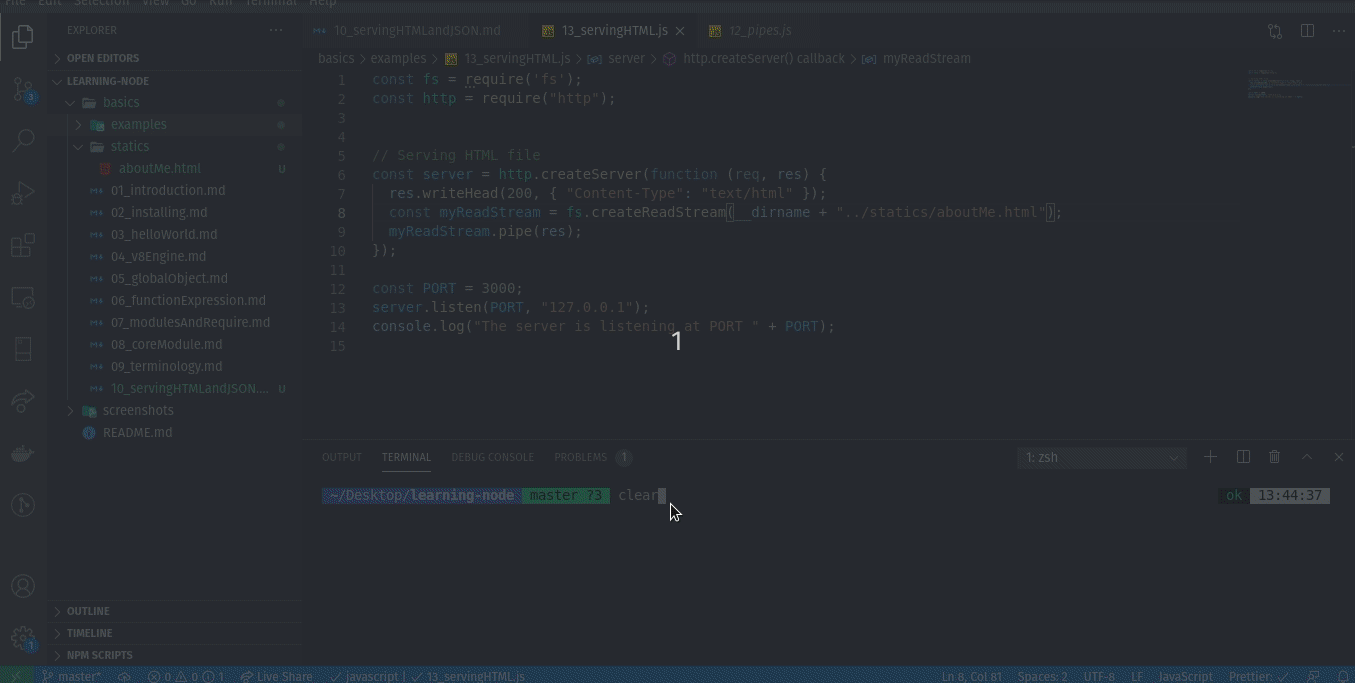 File Edit Selection View Go Run Terminal Help
EXPLORER
OPEN EDITORS
LEARNING-NODE
basics
examples
statics
aboutMe.html U
01_introduction.md
02_installing.md
03_helloWorld.md
04_v8Engine.md
05_globalObject.md
06_functionExpression.md
07_modulesAndRequire.md
08_coreModule.md
09_terminology.md
10_servingHTMLandJSON.... U
screenshots
README.md
OUTLINE
TIMELINE
NPM SCRIPTS
3
1
10_servingHTMLandJSON.md 13_servingHTML.js 12_pipes.js
basics > examples > 13_servingHTML.js > server > http.createServer() callback > myReadStream
1 const fs = require('fs');
2 const http = require("http");
3
4
5 // Serving HTML file
6 const server = http.createServer(function (req, res) {
7 res.writeHead(200, { "Content-Type": "text/html" });
8 const myReadStream = fs.createReadStream(__dirname + "../statics/aboutMe.html");
9 myReadStream.pipe(res);
10 });
11
12 const PORT = 3000;
13 server.listen(PORT, "127.0.0.1");
14 console.log("The server is listening at PORT " + PORT);
15
1
OUTPUT TERMINAL DEBUG CONSOLE PROBLEMS 1 1: zsh
~/Desktop/learning-node master ?3 clear ok 13:44:37
master* 0 0 1 Live Share javascript | 13_servingHTML.js Ln 8, Col 81 Spaces: 2 UTF-8 LF JavaScript Prettier: